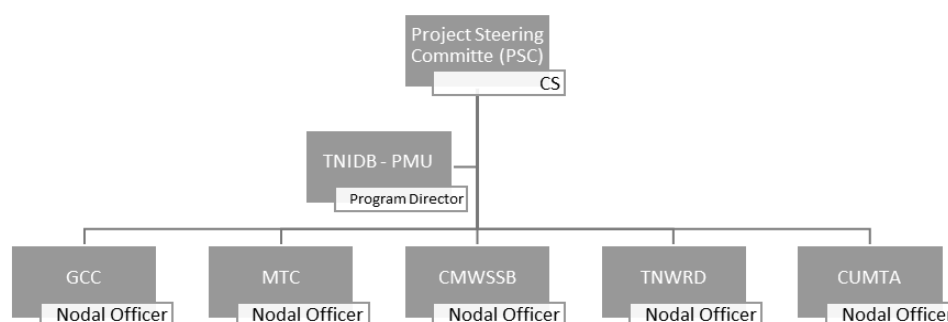 Project Steering
Committe (PSC)
CS
TNIDB - PMU
Program Director
GCC
Nodal Officer
MTC
Nodal Officer
CMWSSB
Nodal Officer
TNWRD
Nodal Officer
CUMTA
Nodal Office